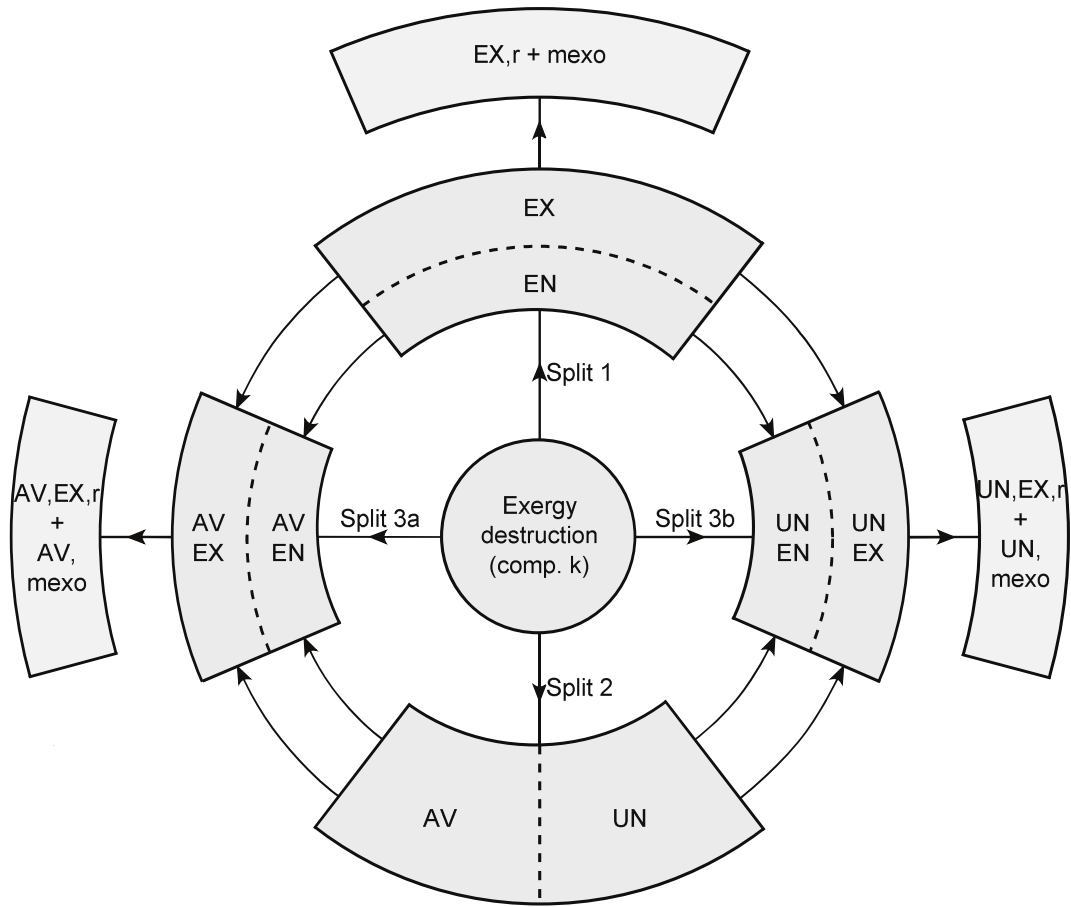 EX,r + mexo
EX
EN
Split 1
AV,EX,r
+
AV,
mexo
AV
EX
AV
EN
Split 3a
Exergy
destruction
(comp. k)
Split 3b
UN
EN
UN
EX
UN,EX,r
+
UN,
mexo
Split 2
AV
UN